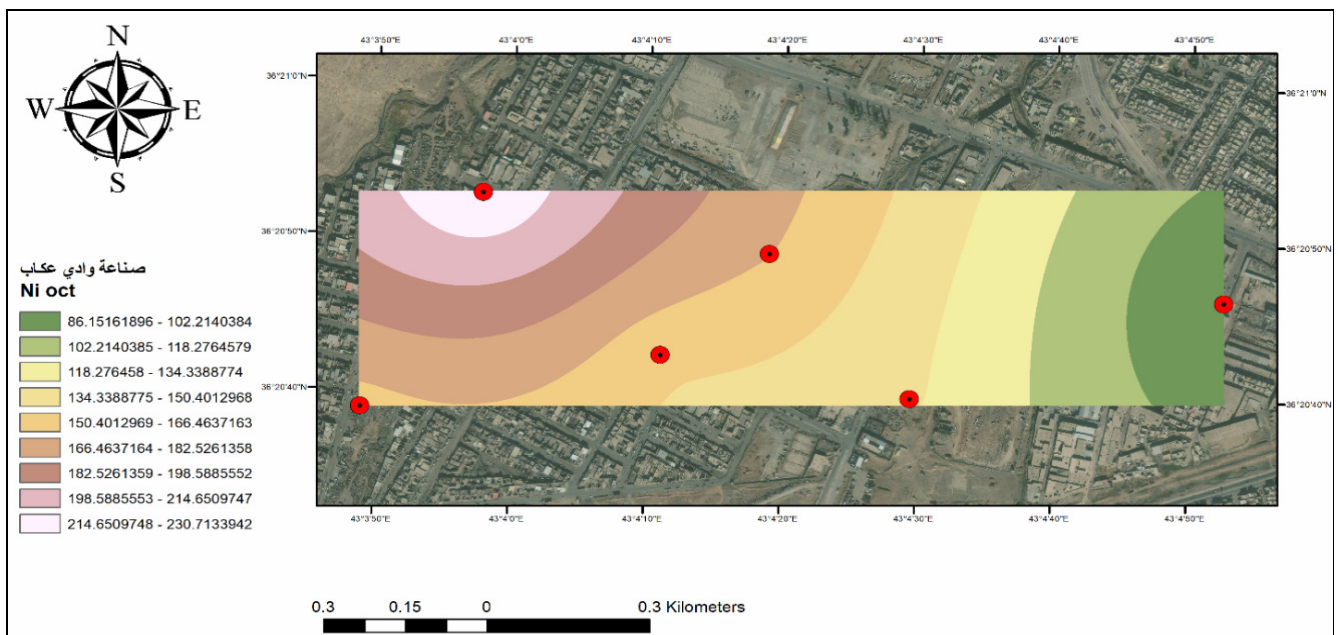 N
W E
S
43°3'50"E 43°4'0"E 43°4'10"E 43°4'20"E 43°4'30"E 43°4'40"E 43°4'50"E
36°21'0"N 36°21'0"N
36°20'50"N 36°20'50"N
36°20'40"N 36°20'40"N
43°3'50"E 43°4'0"E 43°4'10"E 43°4'20"E 43°4'30"E 43°4'40"E 43°4'50"E
صناعة وادي عكاب
Ni oct
86.15161896 - 102.2140384
102.2140385 - 118.2764579
118.276458 - 134.3388774
134.3388775 - 150.4012968
150.4012969 - 166.4637163
166.4637164 - 182.5261358
182.5261359 - 198.5885552
198.5885553 - 214.6509747
214.6509748 - 230.7133942
0.3 0.15 0 0.3 Kilometers